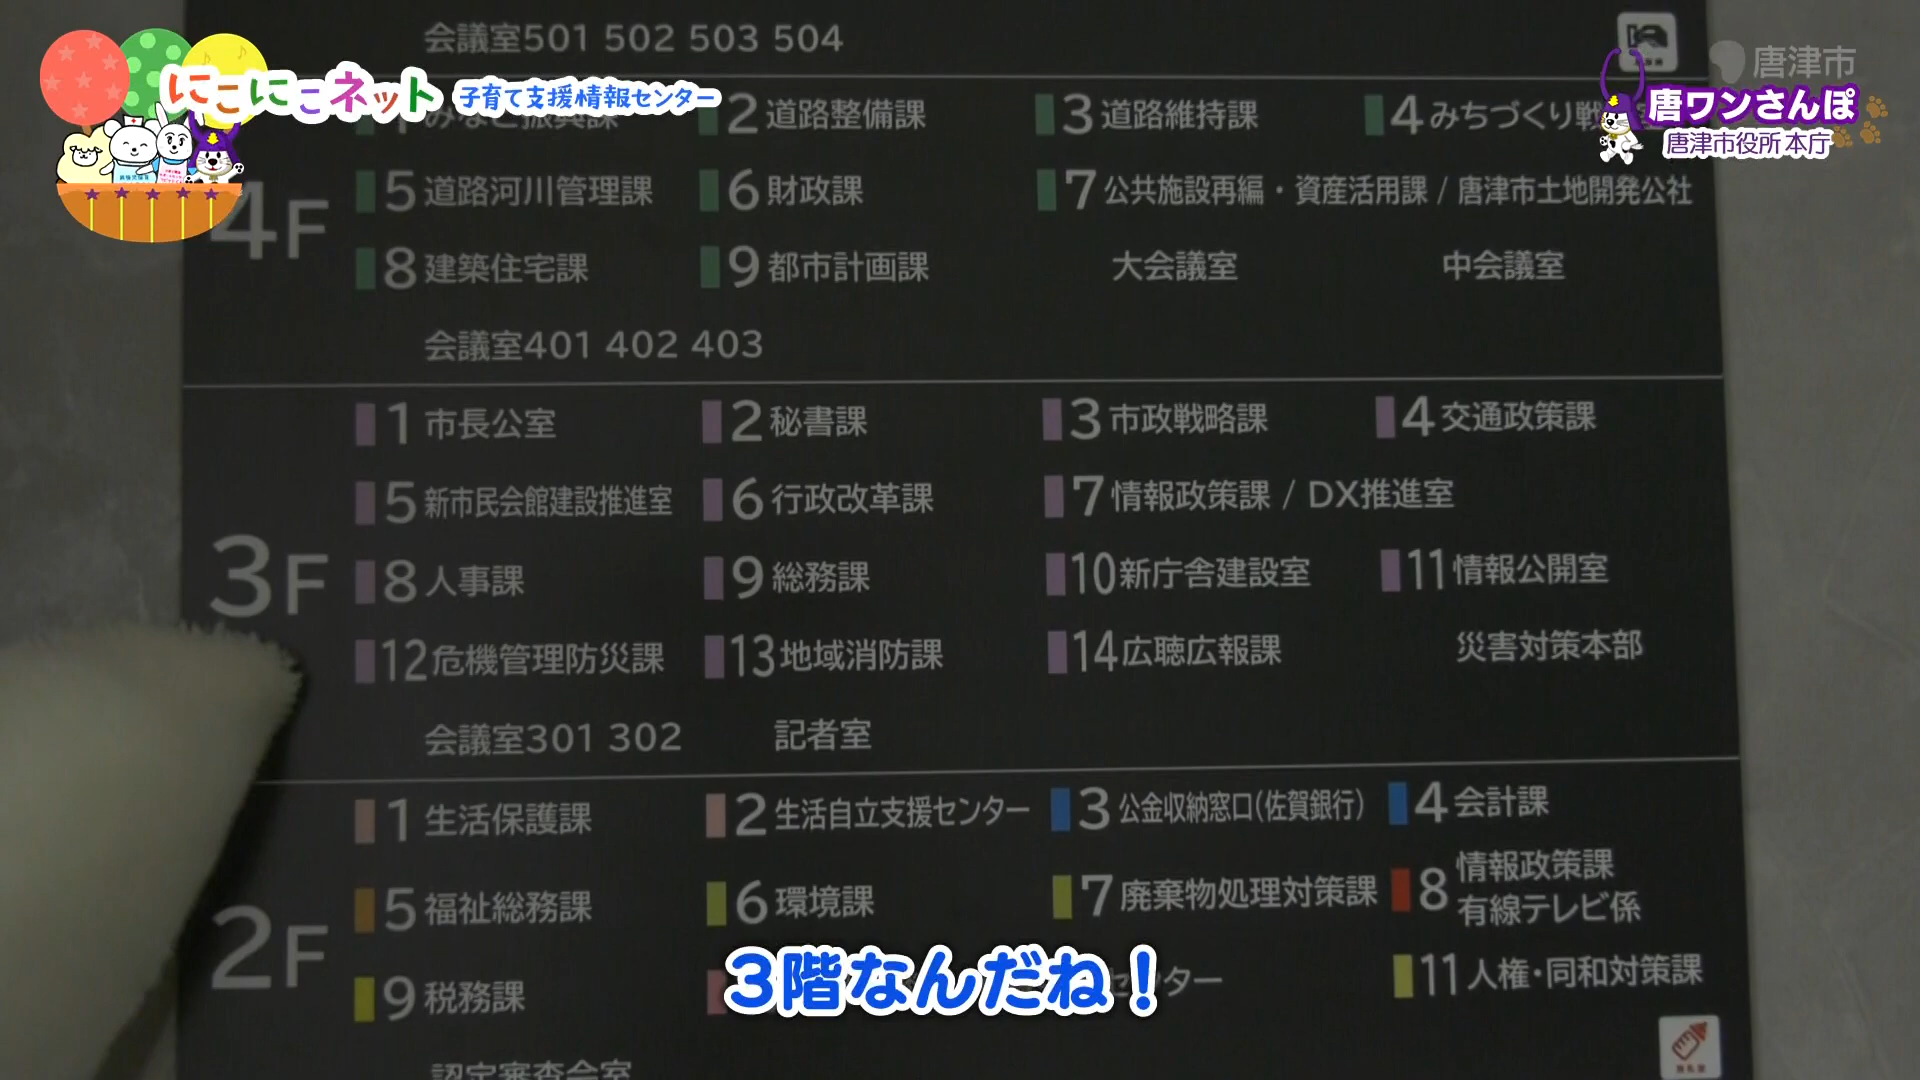 会議室501 502 503 504
にこにこネット 子育て支援情報センター
唐津市
唐ワンさんぽ
唐津市役所 本庁
2 道路整備課
3 道路維持課
4 みちづくり戦
4F
5 道路河川管理課
6 財政課
7 公共施設再編・資産活用課 / 唐津市土地開発公社
8 建築住宅課
9 都市計画課
大会議室
中会議室
会議室401 402 403
3F
1 市長公室
2 秘書課
3 市政戦略課
4 交通政策課
5 新市民会館建設推進室
6 行政改革課
7 情報政策課 / DX推進室
8 人事課
9 総務課
10 新庁舎建設室
11 情報公開室
12 危機管理防災課
13 地域消防課
14 広聴広報課
災害対策本部
会議室301 302
記者室
2F
1 生活保護課
2 生活自立支援センター
3 公金収納窓口(佐賀銀行)
4 会計課
5 福祉総務課
6 環境課
7 廃棄物処理対策課
8 情報政策課
有線テレビ係
9 税務課
ター
11 人権・同和対策課
認定審査会室
3階なんだね!